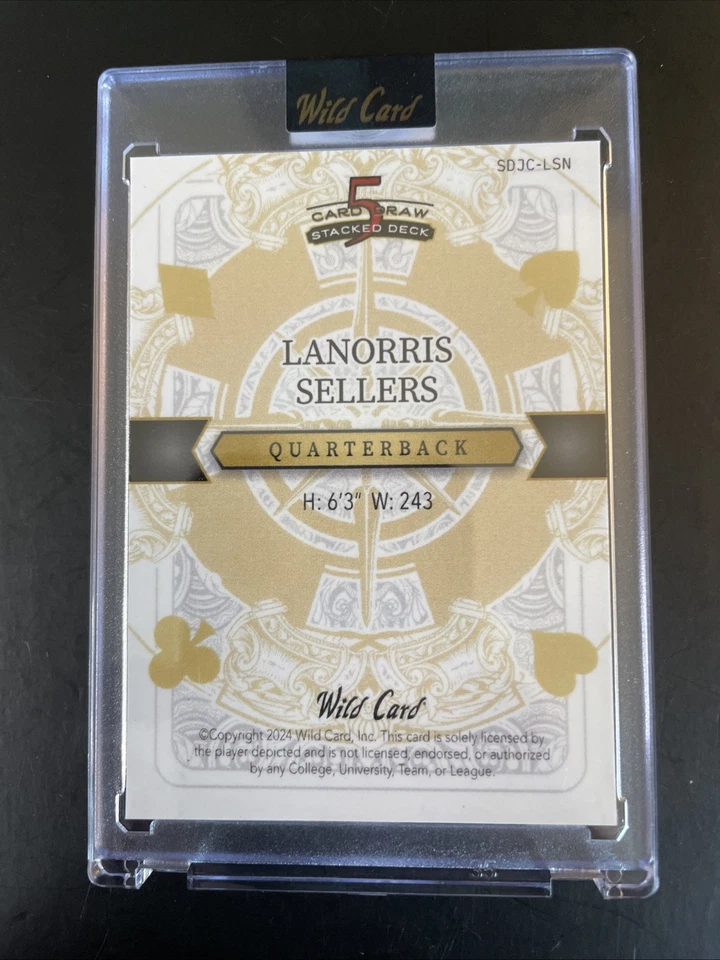 Wild Card
SDJC-LSN
5
CARD DRAW
STACKED DECK
LANORRIS
SELLERS
QUARTERBACK
H: 6'3" W: 243
Wild Card
©Copyright 2024 Wild Card, Inc. This card is solely licensed by
the player depicted and is not licensed, endorsed, or authorized
by any College, University, Team, or League.